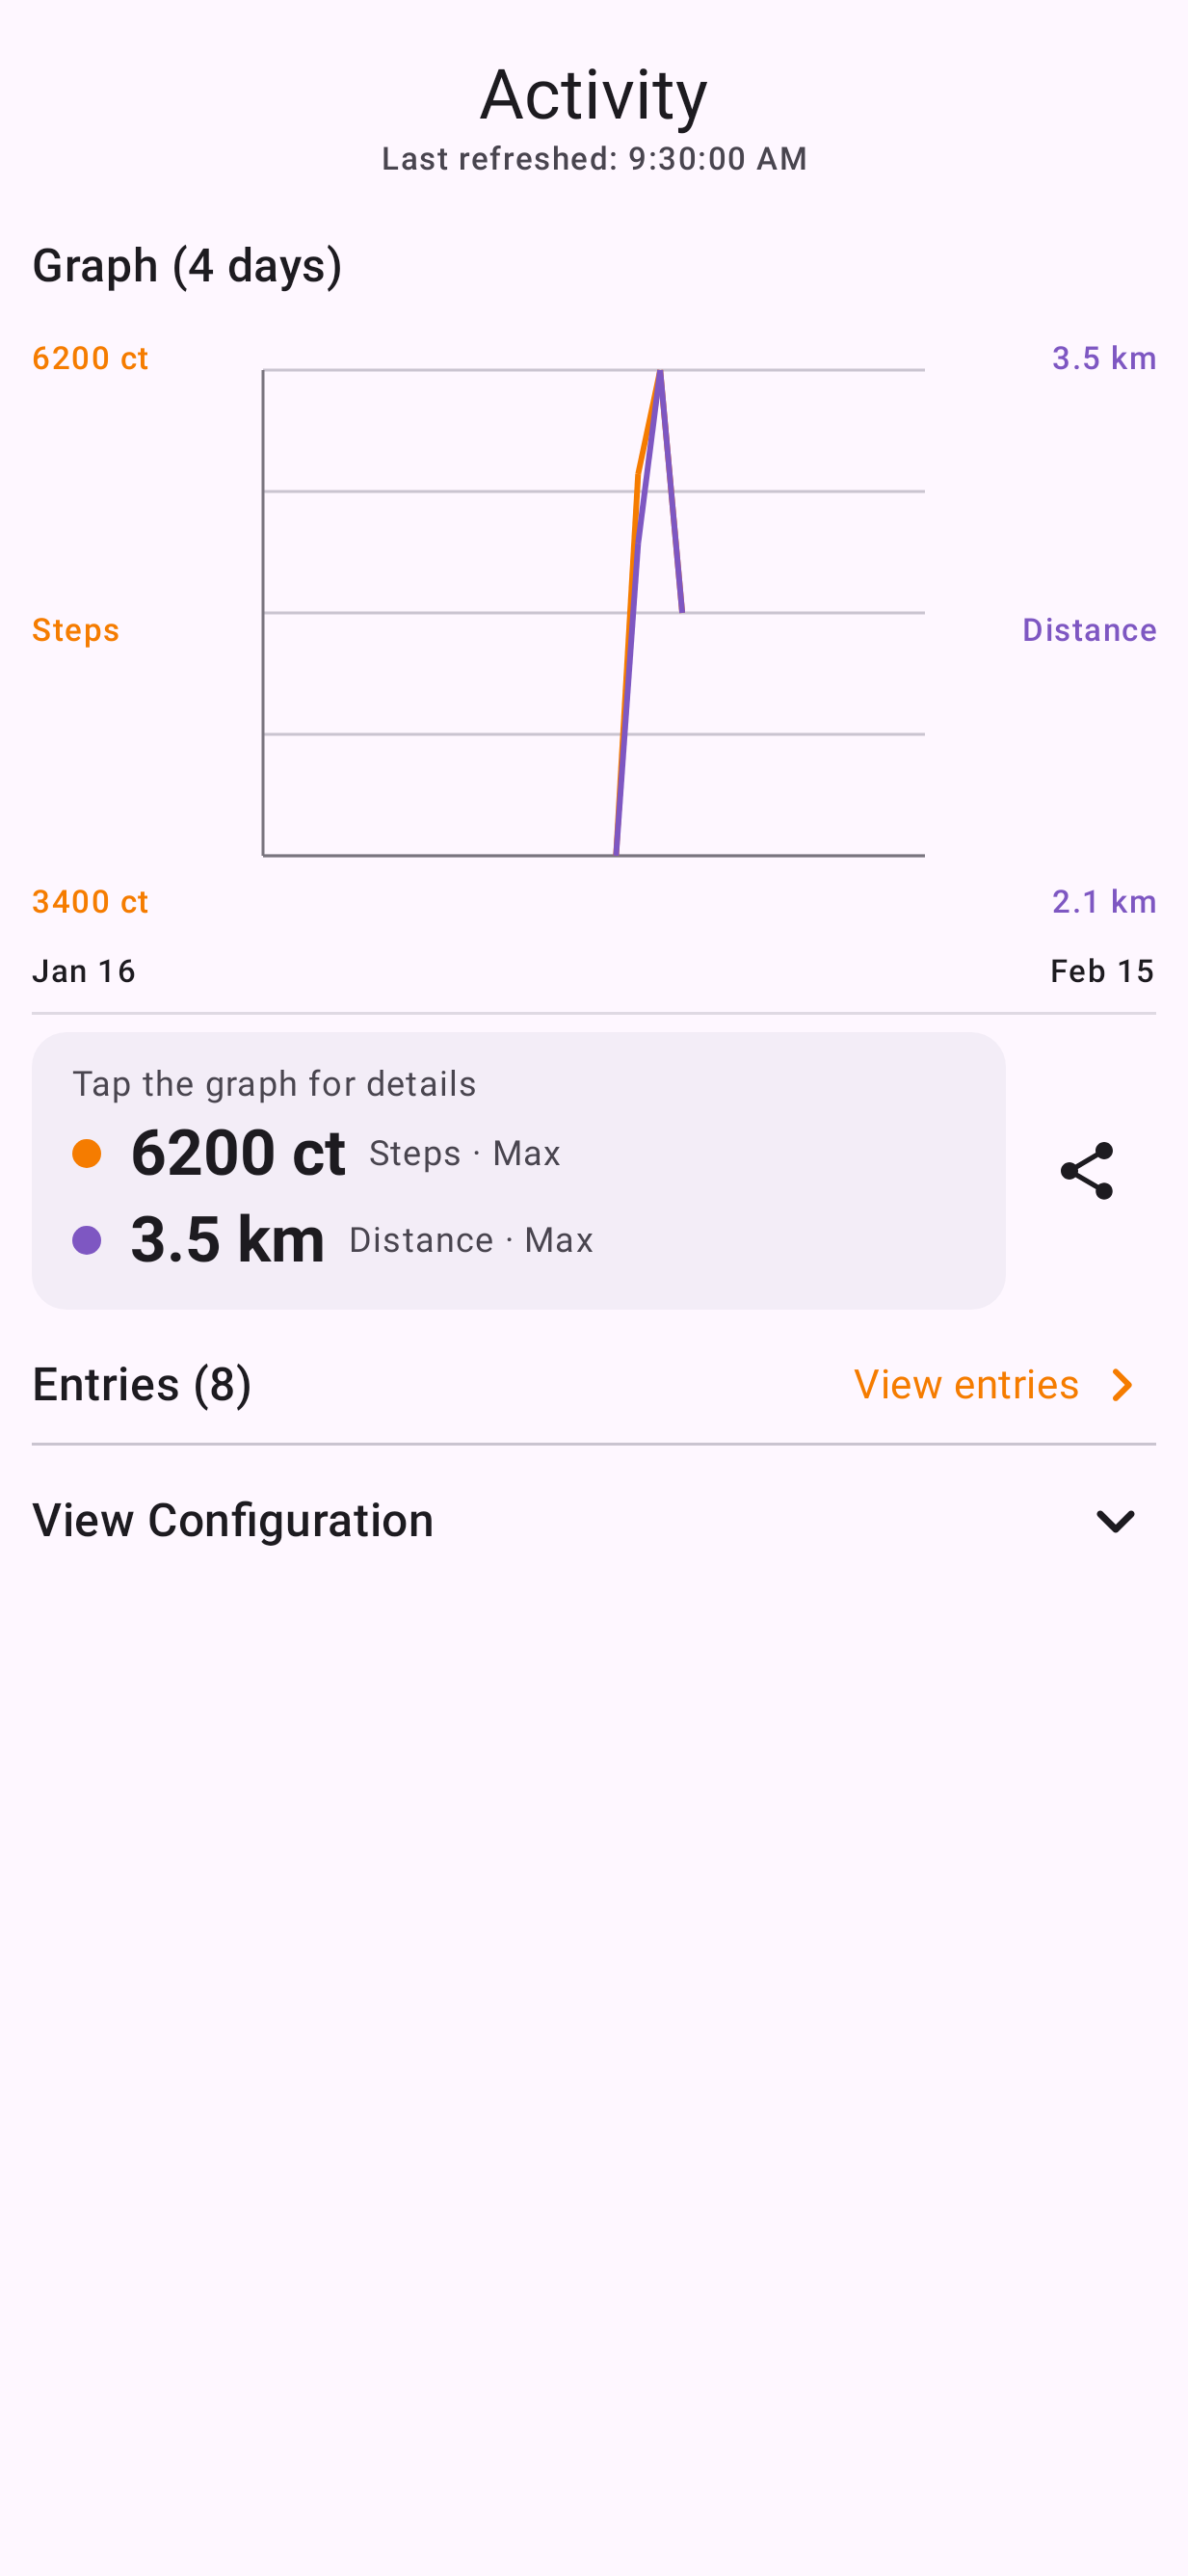 Activity
Last refreshed: 9:30:00 AM
Graph (4 days)
6200 ct
3.5 km
Steps
Distance
3400 ct
2.1 km
Jan 16
Feb 15
Tap the graph for details
6200 ct Steps · Max
3.5 km Distance · Max
Entries (8)
View entries
View Configuration